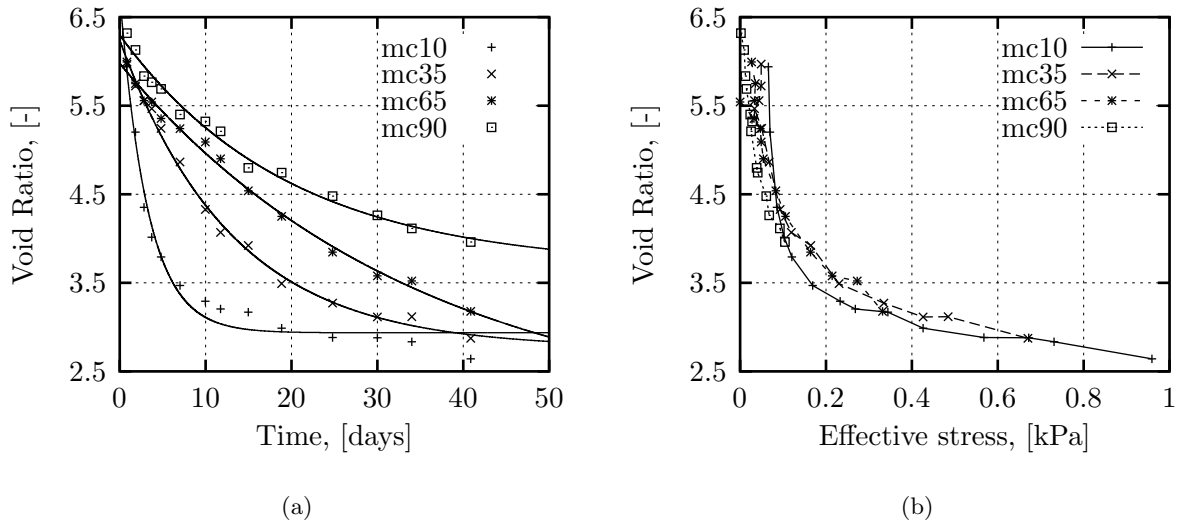 6.5
5.5
4.5
3.5
2.5
0
10
20
30
40
50
Void Ratio, [-]
Time, [days]
mc10
mc35
mc65
mc90
(a)
6.5
5.5
4.5
3.5
2.5
0
0.2
0.4
0.6
0.8
1
Void Ratio, [-]
Effective stress, [kPa]
mc10
mc35
mc65
mc90
(b)